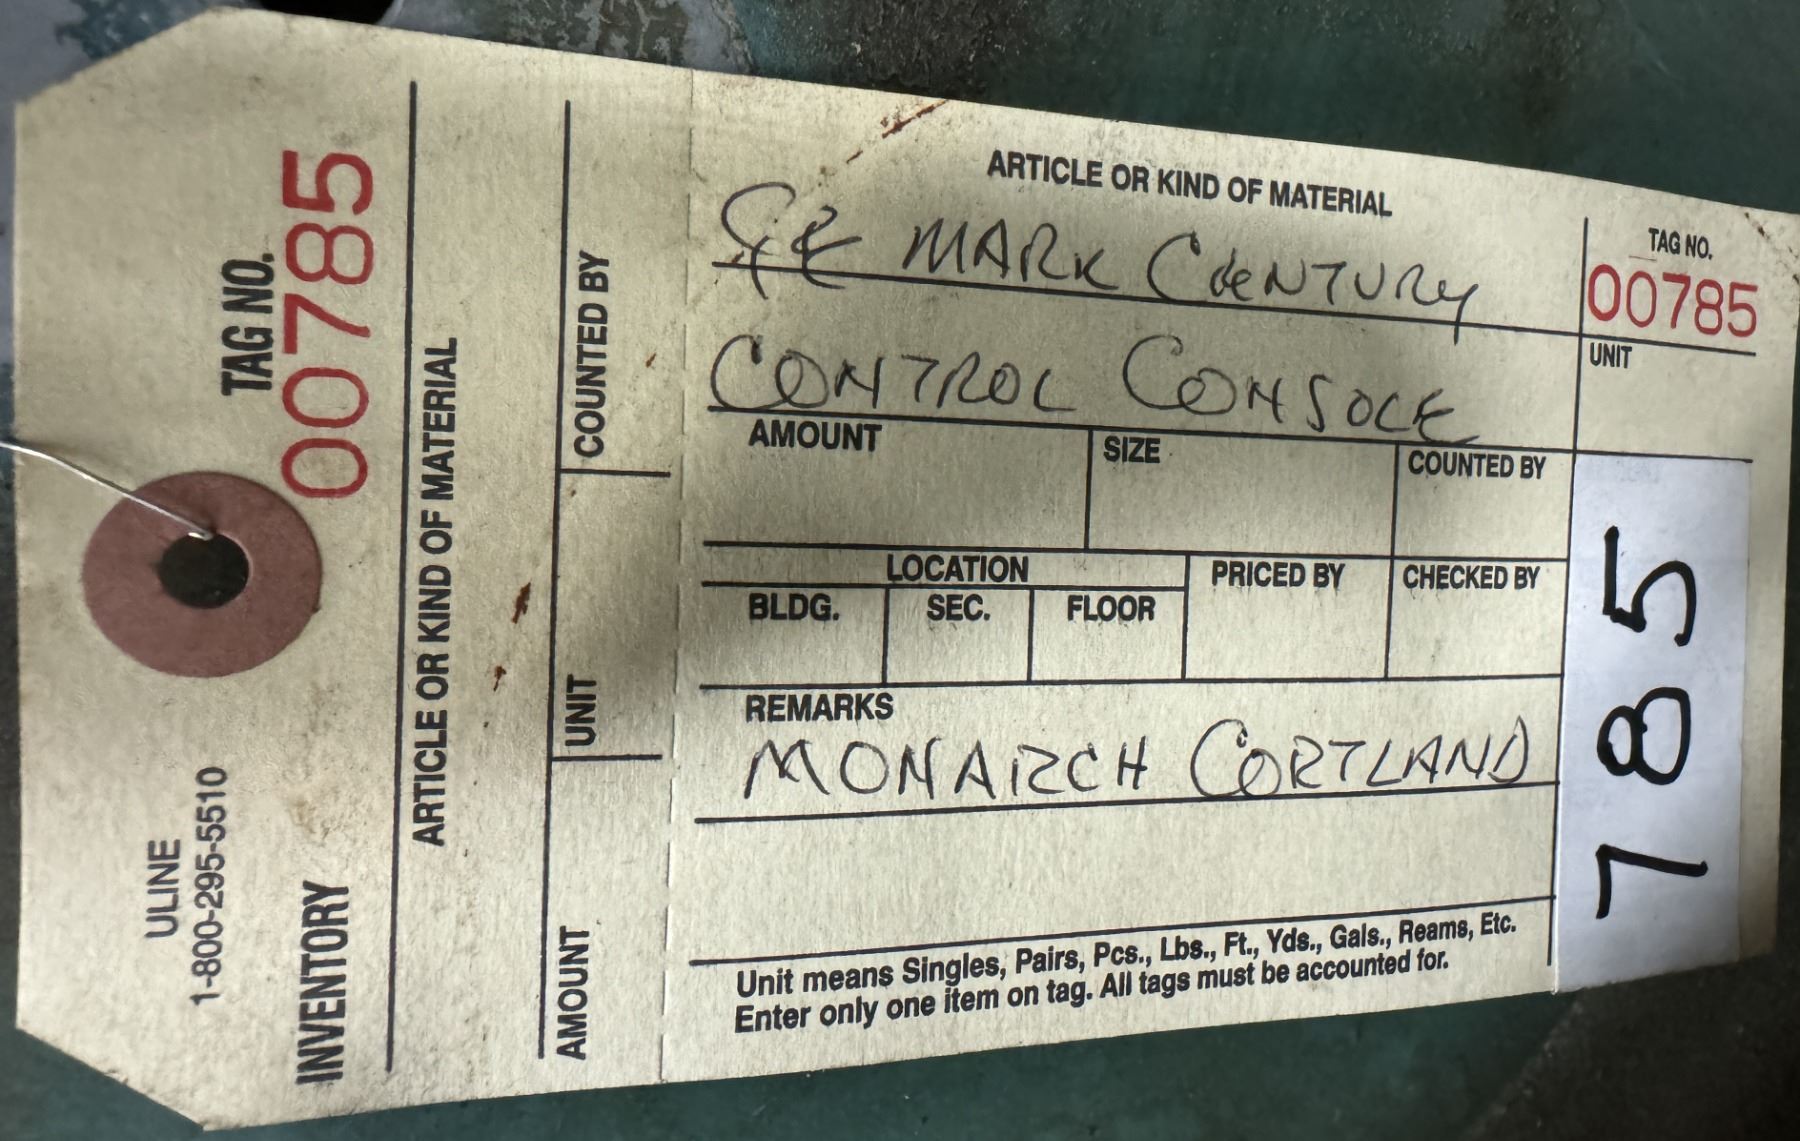 ULINE
1-800-295-5510
INVENTORY
TAG NO.
00785
ARTICLE OR KIND OF MATERIAL
AMOUNT
UNIT
COUNTED BY
ARTICLE OR KIND OF MATERIAL
GE MARK CENTURY
CONTROL CONSOLE
TAG NO.
00785
UNIT
AMOUNT
SIZE
COUNTED BY
LOCATION
PRICED BY
CHECKED BY
BLDG.
SEC.
FLOOR
REMARKS
MONARCH CORTLAND
Unit means Singles, Pairs, Pcs., Lbs., Ft., Yds., Gals., Reams, Etc.
Enter only one item on tag. All tags must be accounted for.
785